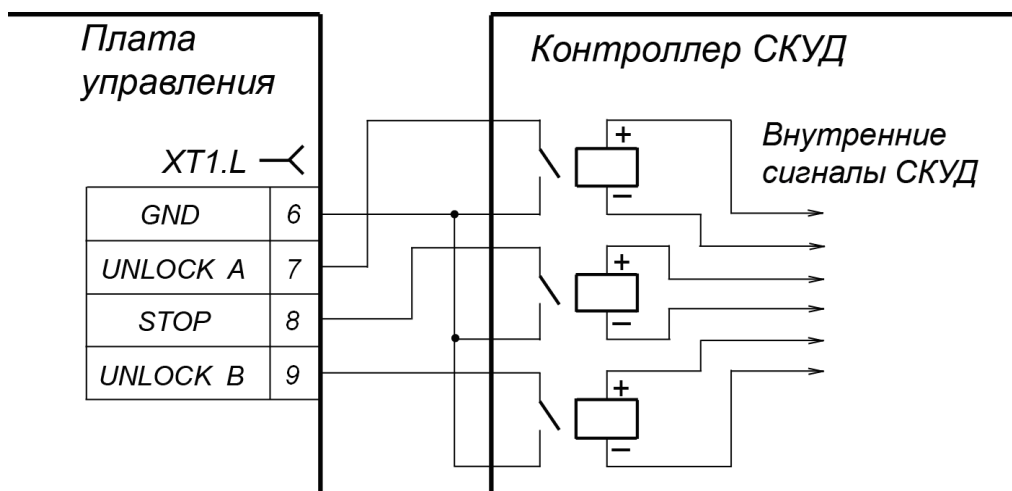 Плата
управления
XT1.L
GND 6
UNLOCK A 7
STOP 8
UNLOCK B 9
Контроллер СКУД
Внутренние
сигналы СКУД
+
−
+
−
+
−